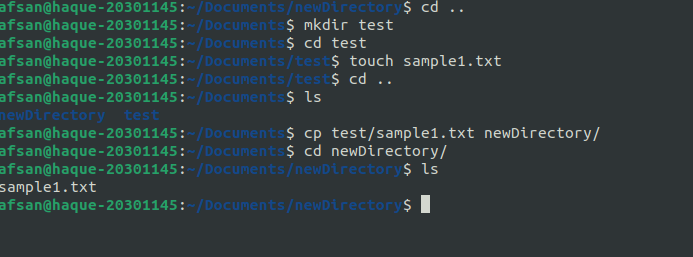 afsan@haque-20301145:~/Documents/newDirectory$ cd ..
afsan@haque-20301145:~/Documents$ mkdir test
afsan@haque-20301145:~/Documents$ cd test
afsan@haque-20301145:~/Documents/test$ touch sample1.txt
afsan@haque-20301145:~/Documents/test$ cd ..
afsan@haque-20301145:~/Documents$ ls
newDirectory  test
afsan@haque-20301145:~/Documents$ cp test/sample1.txt newDirectory/
afsan@haque-20301145:~/Documents$ cd newDirectory/
afsan@haque-20301145:~/Documents/newDirectory$ ls
sample1.txt
afsan@haque-20301145:~/Documents/newDirectory$